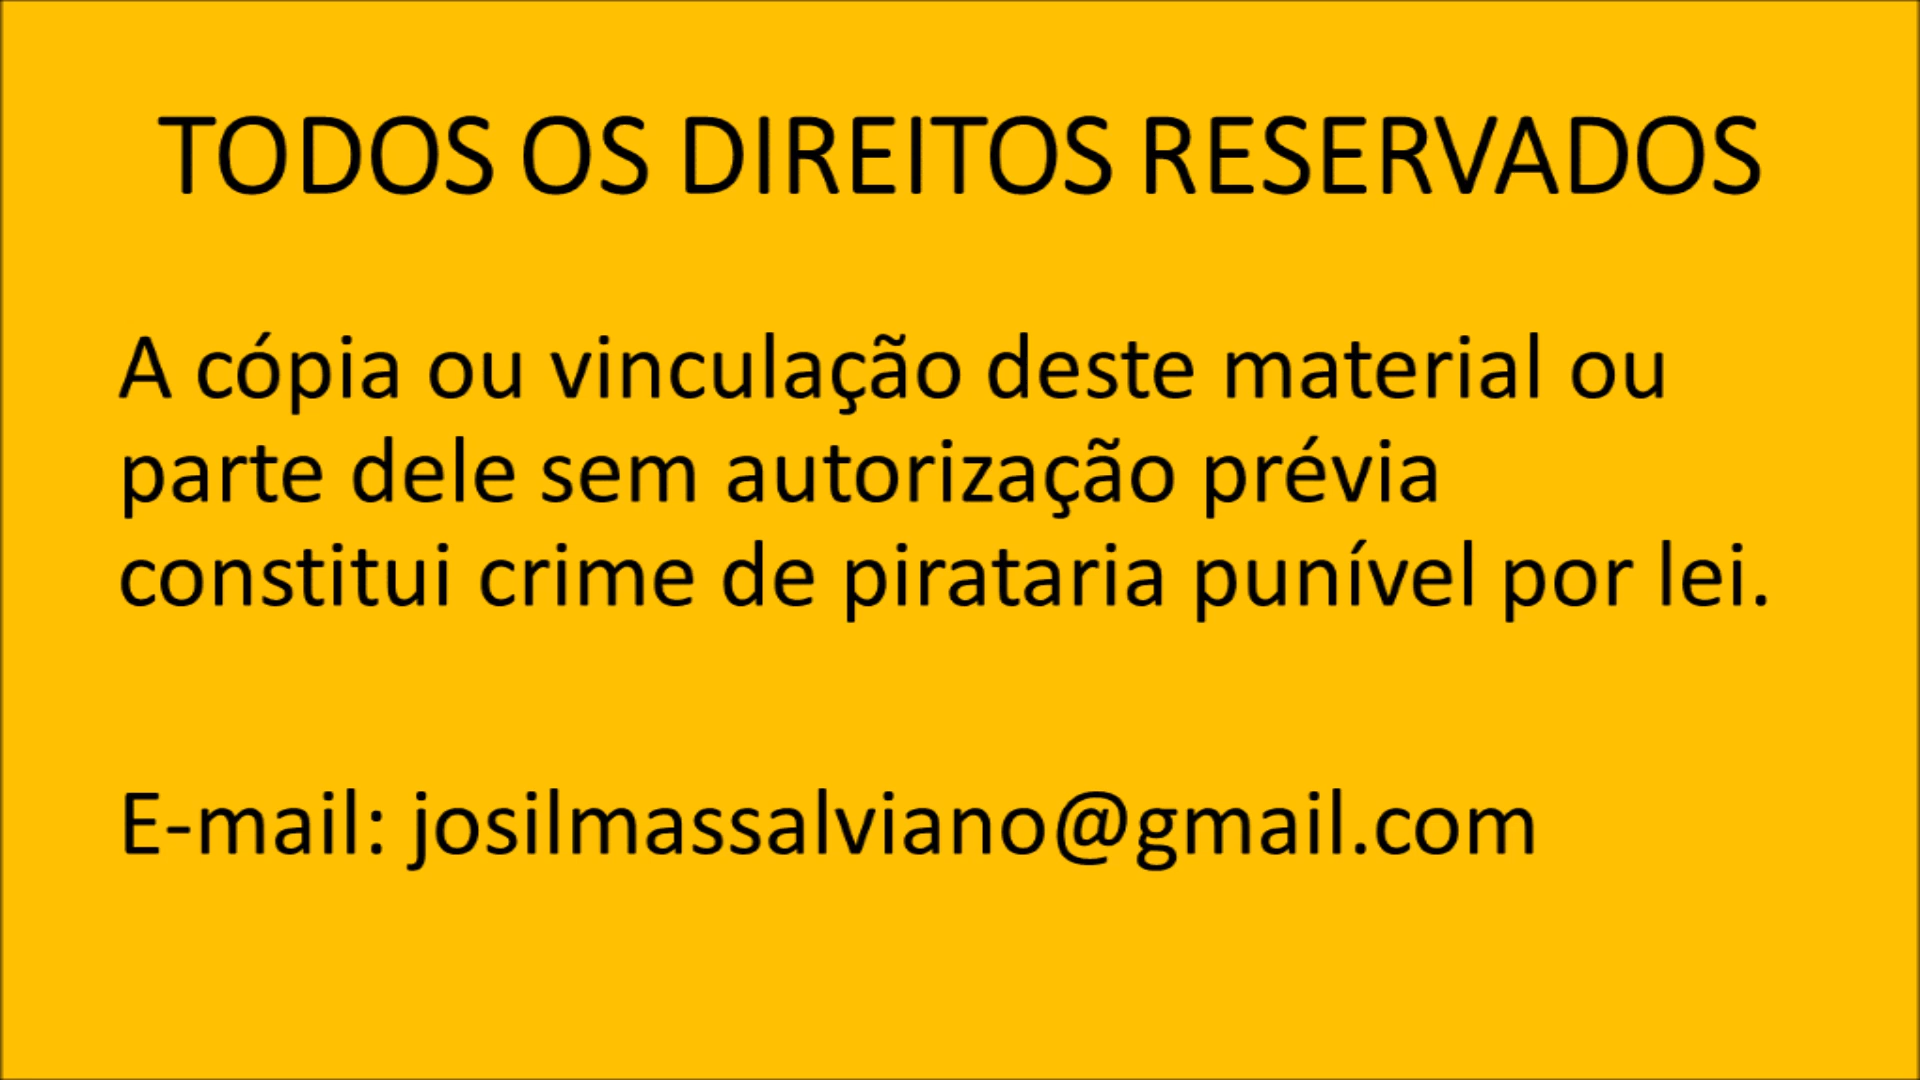 TODOS OS DIREITOS RESERVADOS
A cópia ou vinculação deste material ou
parte dele sem autorização prévia
constitui crime de pirataria punível por lei.
E-mail: josilmassalviano@gmail.com